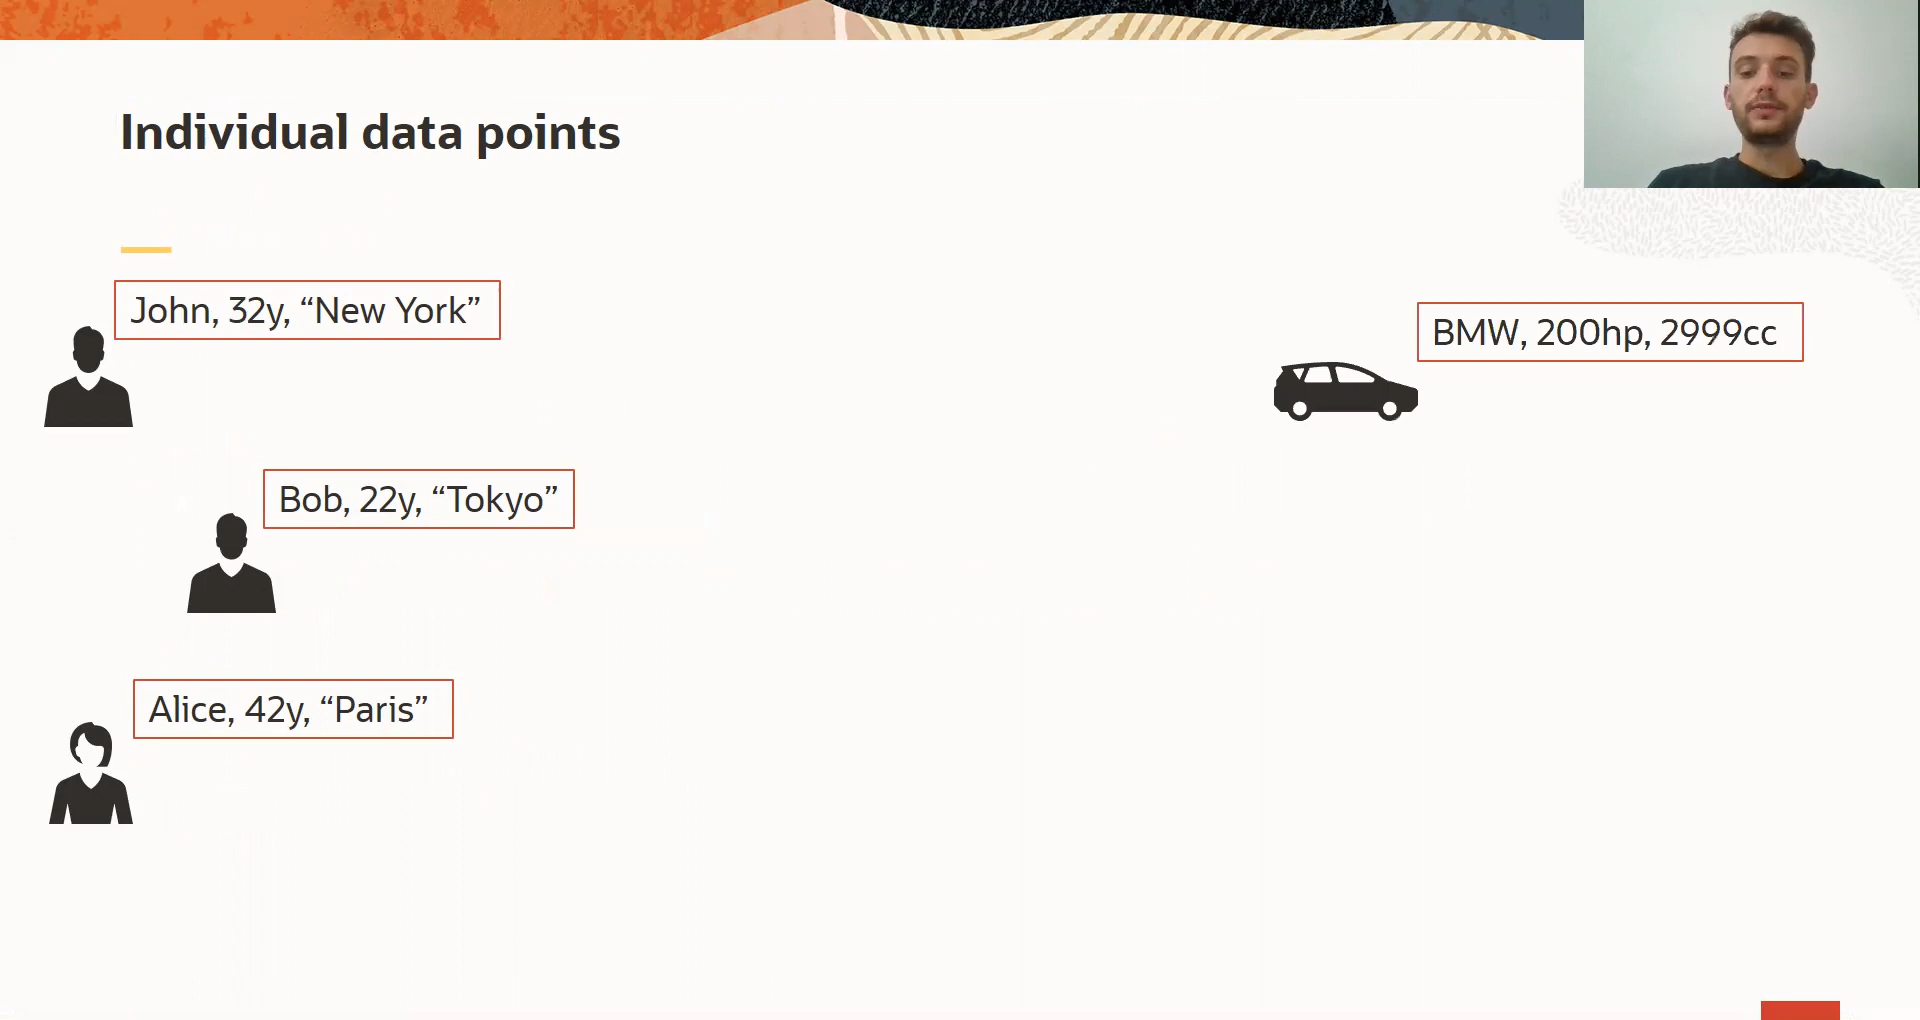 Individual data points
John, 32y, “New York”
BMW, 200hp, 2999cc
Bob, 22y, “Tokyo”
Alice, 42y, “Paris”